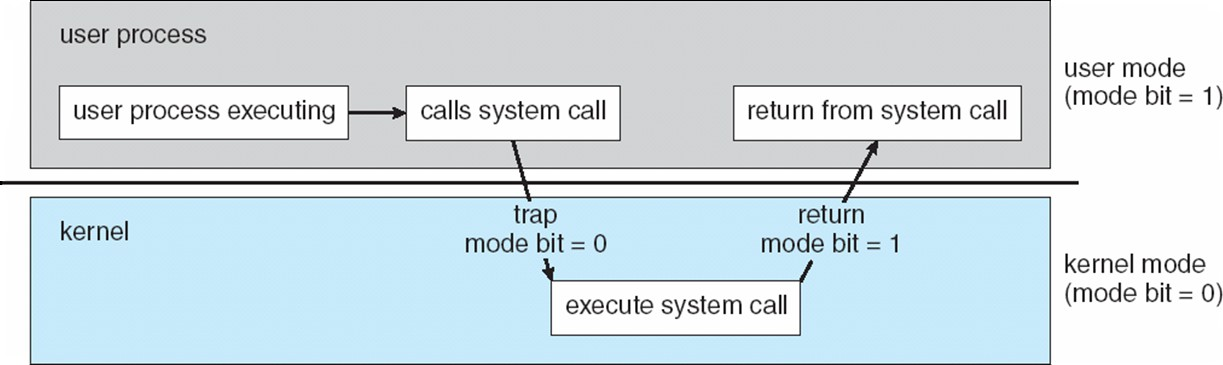 user process
user process executing
calls system call
return from system call
user mode
(mode bit = 1)
trap
mode bit = 0
return
mode bit = 1
kernel
execute system call
kernel mode
(mode bit = 0)